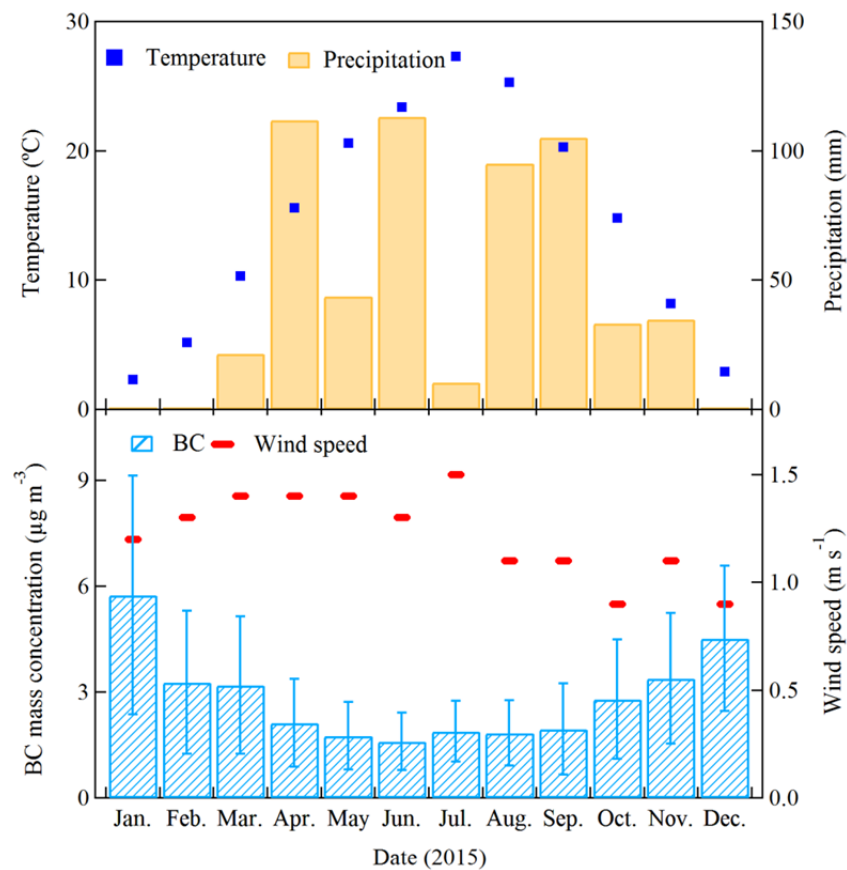 30
20
10
0
Temperature (ºC)
Temperature
Precipitation
150
100
50
0
Precipitation (mm)
9
6
3
0
BC mass concentration (µg m⁻³)
BC
Wind speed
1.5
1.0
0.5
0.0
Wind speed (m s⁻¹)
Jan. Feb. Mar. Apr. May Jun. Jul. Aug. Sep. Oct. Nov. Dec.
Date (2015)